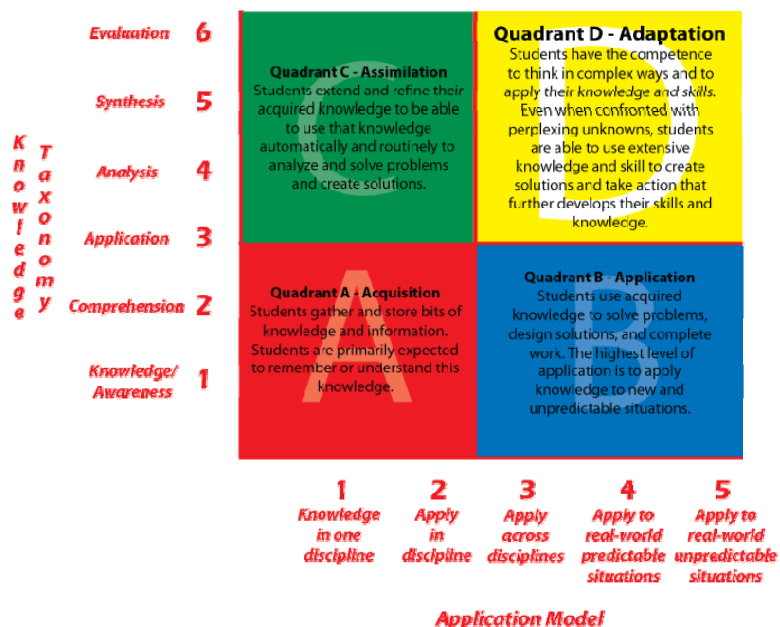 Evaluation 6
Synthesis 5
Analysis 4
Application 3
Comprehension 2
Knowledge/
Awareness 1
Knowledge
Taxonomy
Quadrant C - Assimilation
Students extend and refine their
acquired knowledge to be able
to use that knowledge
automatically and routinely to
analyze and solve problems
and create solutions.
C
Quadrant D - Adaptation
Students have the competence
to think in complex ways and to
apply their knowledge and skills.
Even when confronted with
perplexing unknowns, students
are able to use extensive
knowledge and skill to create
solutions and take action that
further develops their skills and
knowledge.
D
Quadrant A - Acquisition
Students gather and store bits of
knowledge and information.
Students are primarily expected
to remember or understand this
knowledge.
A
Quadrant B - Application
Students use acquired
knowledge to solve problems,
design solutions, and complete
work. The highest level of
application is to apply
knowledge to new and
unpredictable situations.
B
1
Knowledge
in one
discipline
2
Apply
in
discipline
3
Apply
across
disciplines
4
Apply to
real-world
predictable
situations
5
Apply to
real-world
unpredictable
situations
Application Model